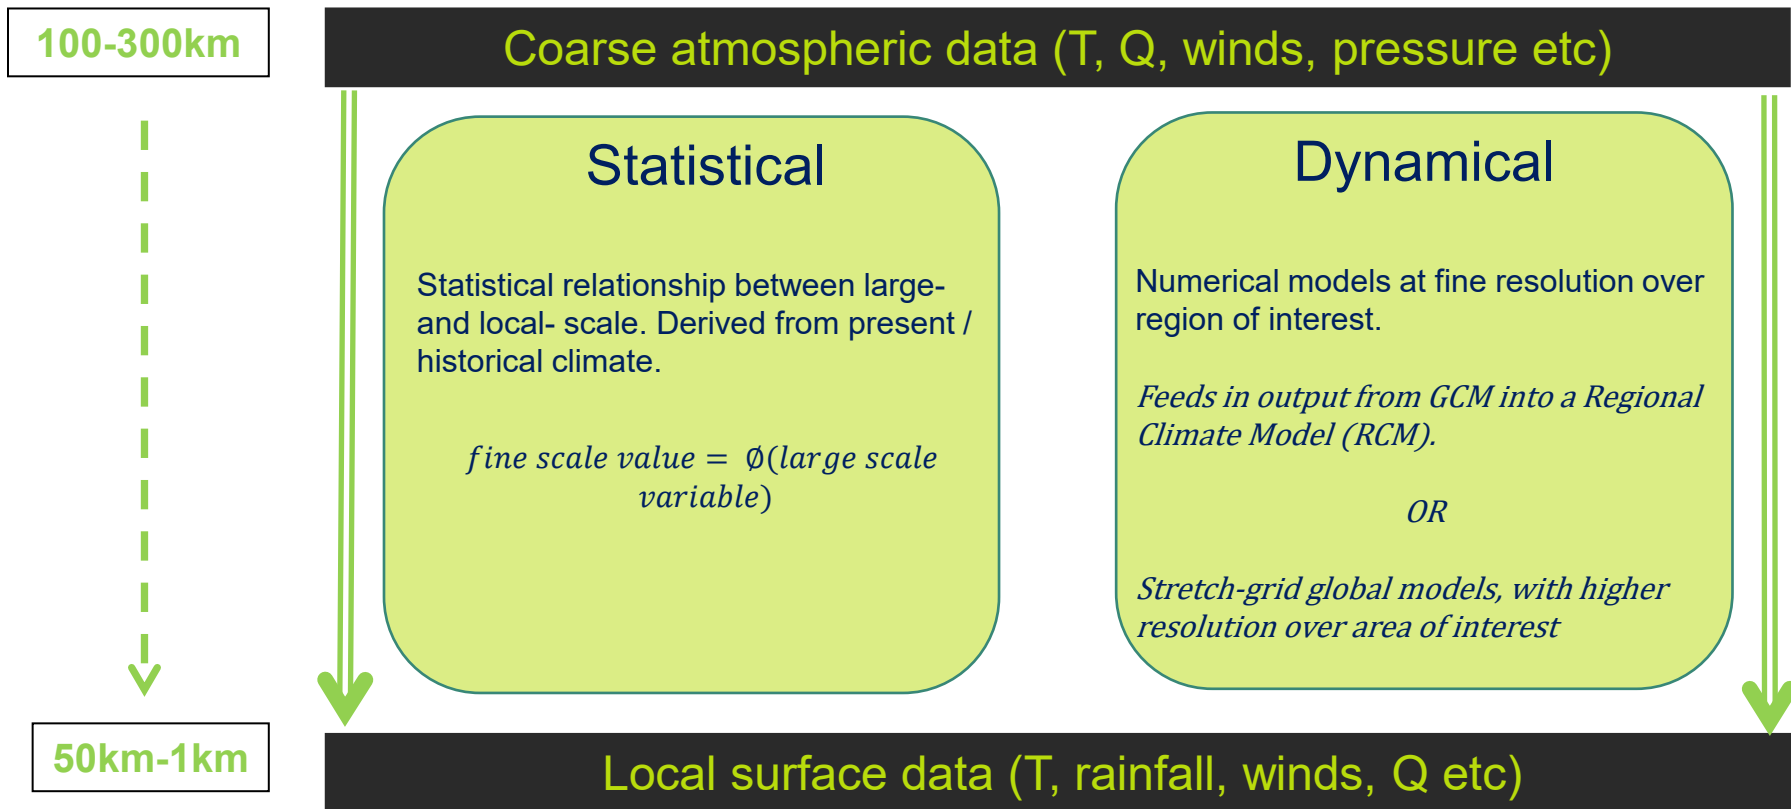 100-300km
Coarse atmospheric data (T, Q, winds, pressure etc)
Statistical
Statistical relationship between large-
and local- scale. Derived from present /
historical climate.
fine scale value = ∅(large scale
variable)
Dynamical
Numerical models at fine resolution over
region of interest.
Feeds in output from GCM into a Regional
Climate Model (RCM).
OR
Stretch-grid global models, with higher
resolution over area of interest
50km-1km
Local surface data (T, rainfall, winds, Q etc)